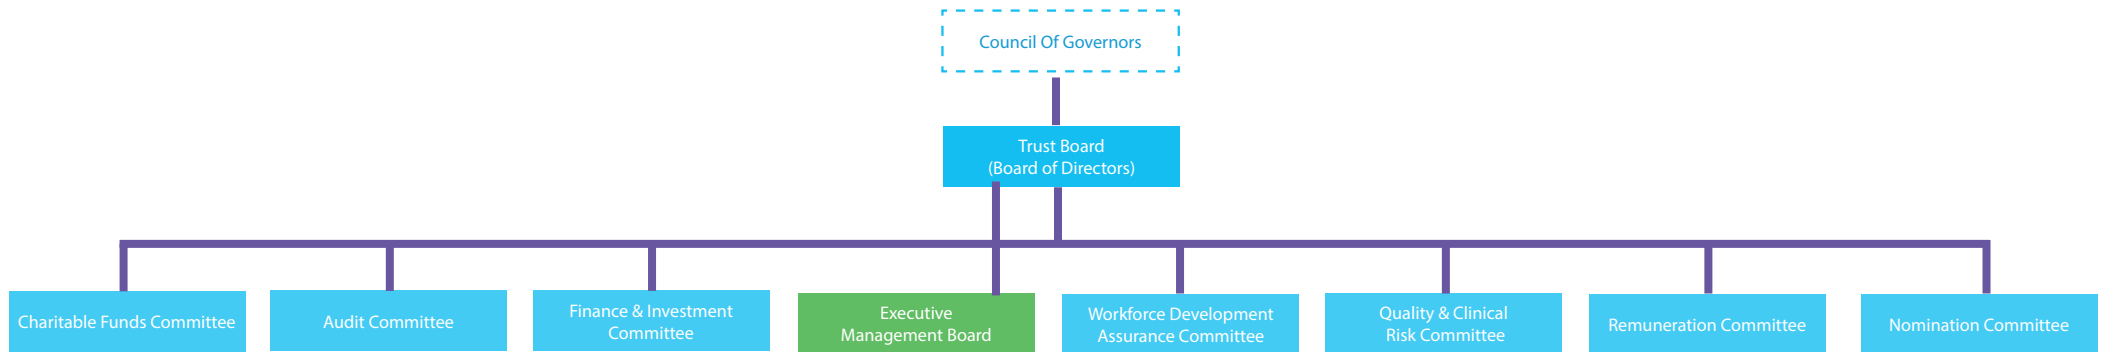 Council Of Governors
Trust Board
(Board of Directors)
Charitable Funds Committee
Audit Committee
Finance & Investment
Committee
Executive
Management Board
Workforce Development
Assurance Committee
Quality & Clinical
Risk Committee
Remuneration Committee
Nomination Committee